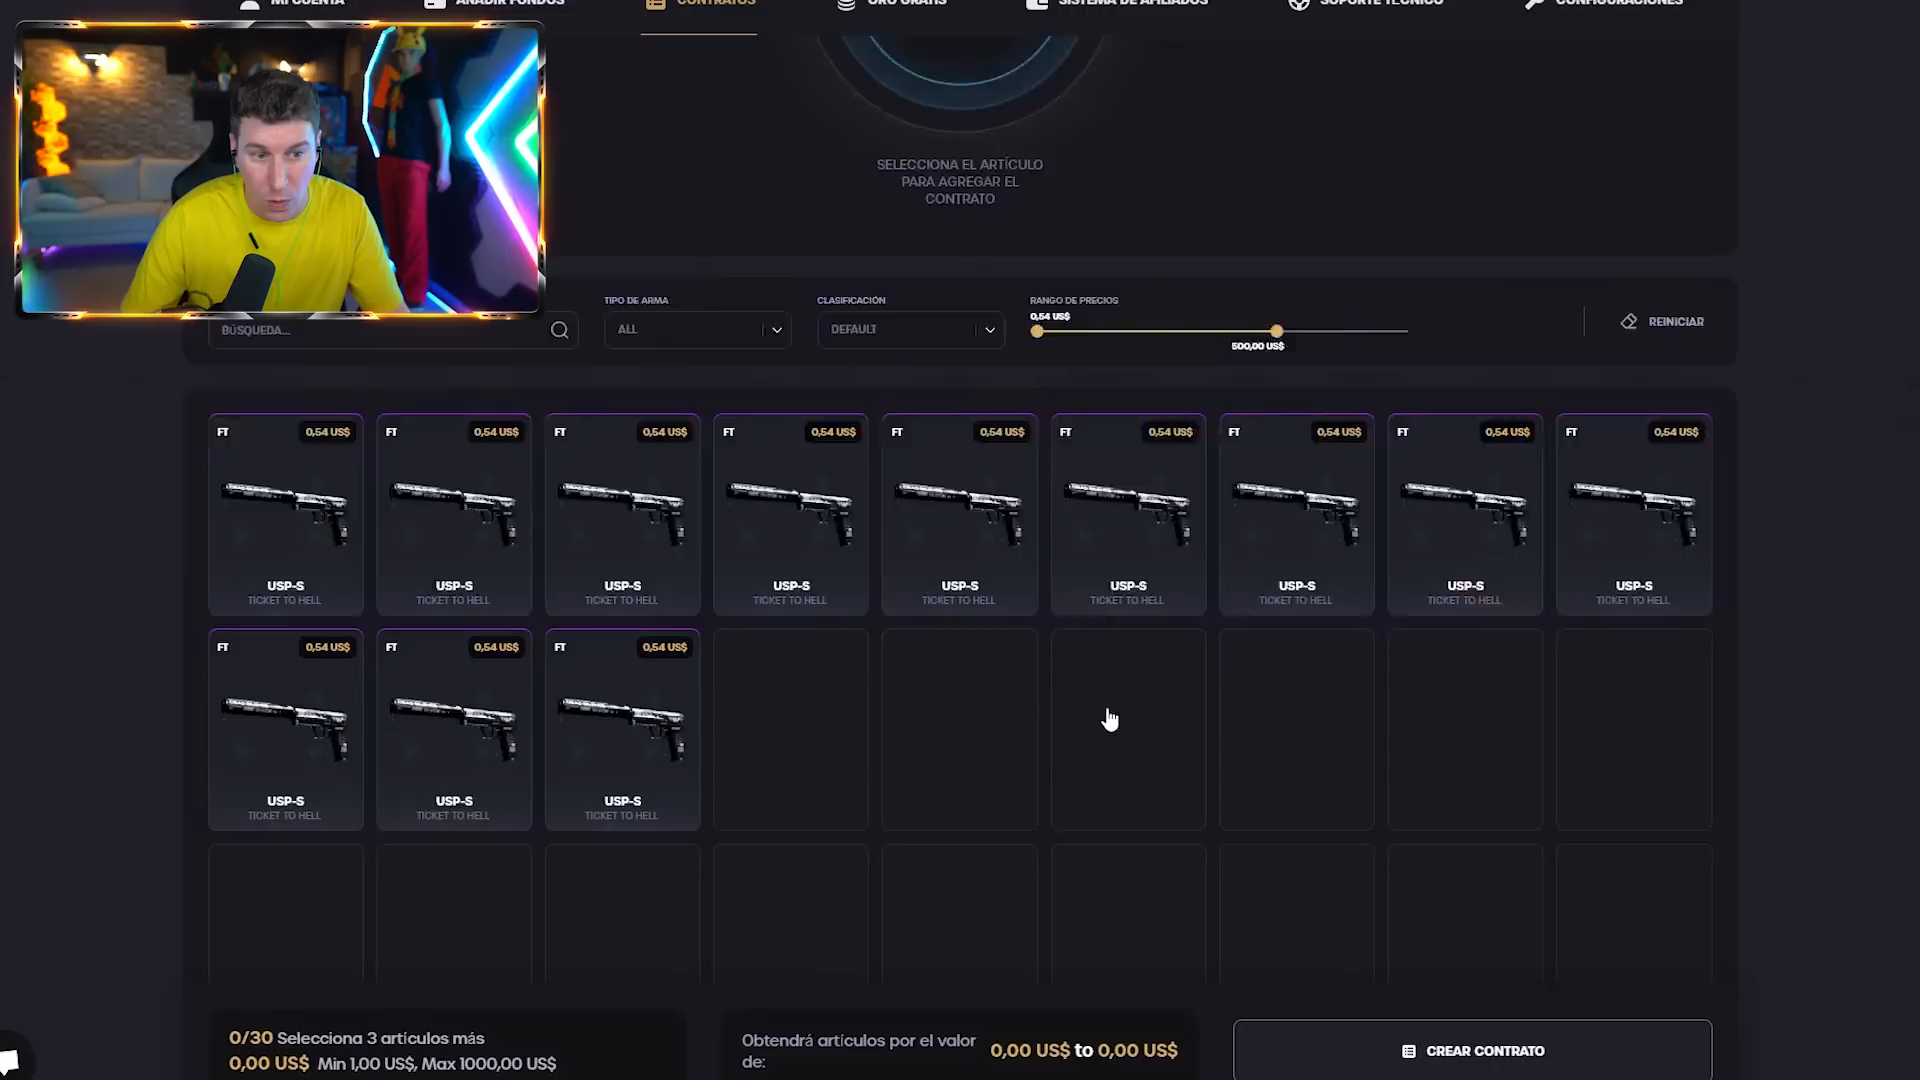 MI CUENTA
AÑADIR FONDOS
CONTRATOS
ORO GRATIS
SISTEMA DE AFILIADOS
SOPORTE TÉCNICO
CONFIGURACIONES
SELECCIONA EL ARTÍCULO
PARA AGREGAR EL
CONTRATO
BÚSQUEDA...
TIPO DE ARMA
ALL
CLASIFICACIÓN
DEFAULT
RANGO DE PRECIOS
0,54 US$
500,00 US$
REINICIAR
FT 0,54 US$
USP-S
TICKET TO HELL
FT 0,54 US$
USP-S
TICKET TO HELL
FT 0,54 US$
USP-S
TICKET TO HELL
FT 0,54 US$
USP-S
TICKET TO HELL
FT 0,54 US$
USP-S
TICKET TO HELL
FT 0,54 US$
USP-S
TICKET TO HELL
FT 0,54 US$
USP-S
TICKET TO HELL
FT 0,54 US$
USP-S
TICKET TO HELL
FT 0,54 US$
USP-S
TICKET TO HELL
FT 0,54 US$
USP-S
TICKET TO HELL
FT 0,54 US$
USP-S
TICKET TO HELL
FT 0,54 US$
USP-S
TICKET TO HELL
0/30 Selecciona 3 artículos más
0,00 US$ Min 1,00 US$, Max 1000,00 US$
Obtendrá artículos por el valor
de:
0,00 US$ to 0,00 US$
CREAR CONTRATO